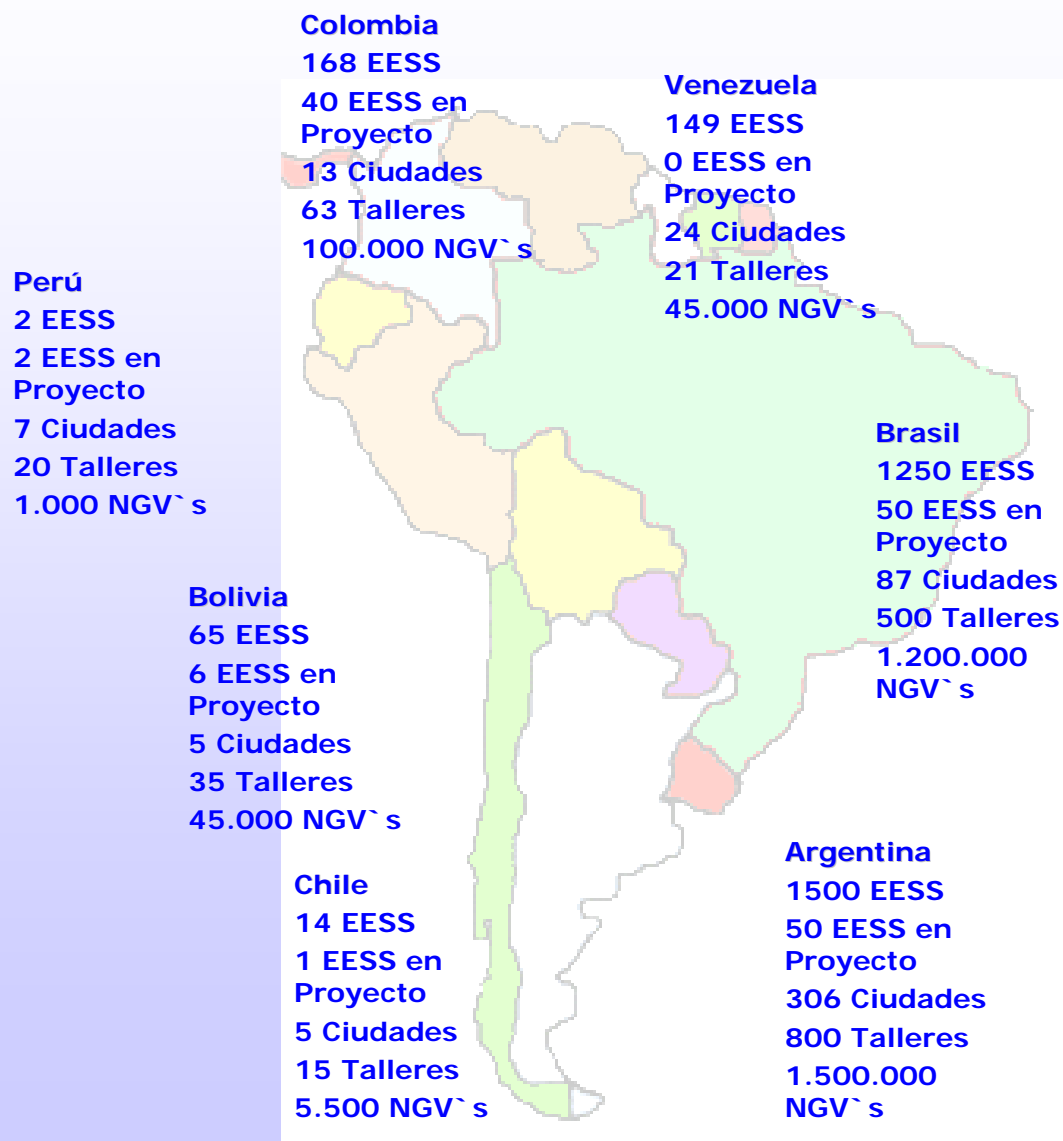 Colombia
168 EESS
40 EESS en
Proyecto
13 Ciudades
63 Talleres
100.000 NGV`s
Venezuela
149 EESS
0 EESS en
Proyecto
24 Ciudades
21 Talleres
45.000 NGV`s
Perú
2 EESS
2 EESS en
Proyecto
7 Ciudades
20 Talleres
1.000 NGV`s
Brasil
1250 EESS
50 EESS en
Proyecto
87 Ciudades
500 Talleres
1.200.000
NGV`s
Bolivia
65 EESS
6 EESS en
Proyecto
5 Ciudades
35 Talleres
45.000 NGV`s
Chile
14 EESS
1 EESS en
Proyecto
5 Ciudades
15 Talleres
5.500 NGV`s
Argentina
1500 EESS
50 EESS en
Proyecto
306 Ciudades
800 Talleres
1.500.000
NGV`s